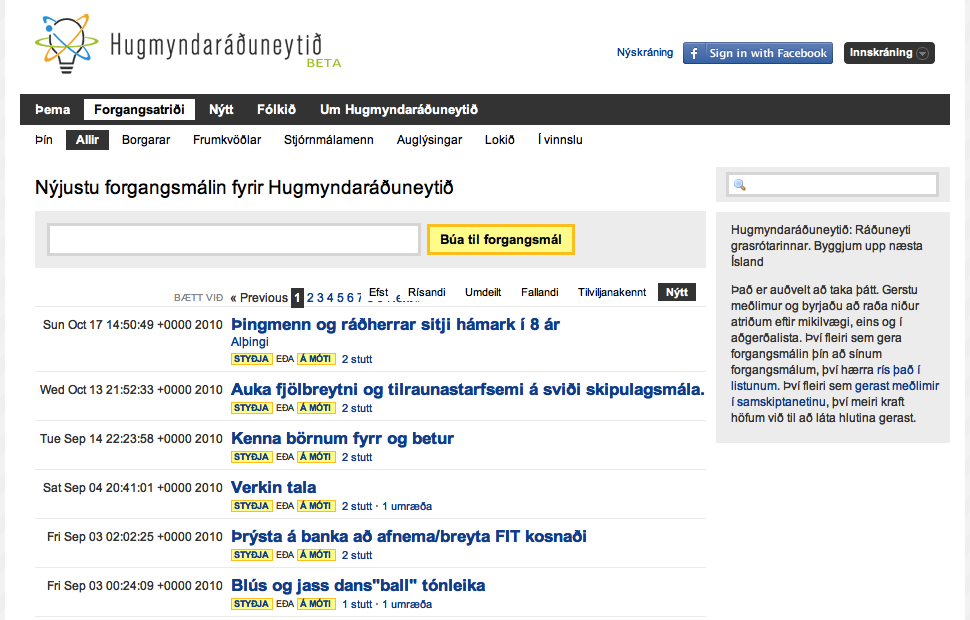 Hugmyndaráðuneytið
BETA
Nýskráning
Sign in with Facebook
Innskráning
Þema Forgangsatriði Nýtt Fólkið Um Hugmyndaráðuneytið
Þín Allir Borgarar Frumkvöðlar Stjórnmálamenn Auglýsingar Lokið Í vinnslu
Nýjustu forgangsmálin fyrir Hugmyndaráðuneytið
Búa til forgangsmál
BÆTT VIÐ « Previous 1 2 3 4 5 6 7
Efst Rísandi Umdeilt Fallandi Tilviljanakennt Nýtt
Sun Oct 17 14:50:49 +0000 2010 Þingmenn og ráðherrar sitji hámark í 8 ár
Alþingi
STYÐJA EÐA Á MÓTI 2 stutt
Wed Oct 13 21:52:33 +0000 2010 Auka fjölbreytni og tilraunastarfsemi á sviði skipulagsmála.
STYÐJA EÐA Á MÓTI 2 stutt
Tue Sep 14 22:23:58 +0000 2010 Kenna börnum fyrr og betur
STYÐJA EÐA Á MÓTI 2 stutt
Sat Sep 04 20:41:01 +0000 2010 Verkin tala
STYÐJA EÐA Á MÓTI 2 stutt · 1 umræða
Fri Sep 03 02:02:25 +0000 2010 Þrýsta á banka að afnema/breyta FIT kosnaði
STYÐJA EÐA Á MÓTI 2 stutt
Fri Sep 03 00:24:09 +0000 2010 Blús og jass dans"ball" tónleika
STYÐJA EÐA Á MÓTI 1 stutt · 1 umræða
Hugmyndaráðuneytið: Ráðuneyti
grasrótarinnar. Byggjum upp næsta
Ísland
Það er auðvelt að taka þátt. Gerstu
meðlimur og byrjaðu að raða niður
atriðum eftir mikilvægi, eins og í
aðgerðalista. Því fleiri sem gera
forgangsmálin þín að sínum
forgangsmálum, því hærra rís það í
listunum. Því fleiri sem gerast meðlimir
í samskiptanetinu, því meiri kraft
höfum við til að láta hlutina gerast.